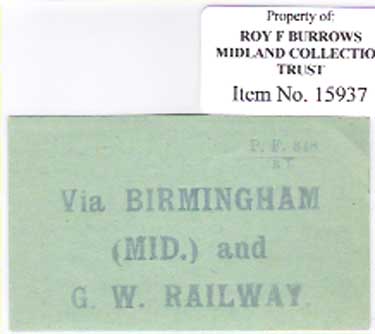 Property of:
ROY F BURROWS
MIDLAND COLLECTIO
TRUST
Item No. 15937
P. F.
Via BIRMINGHAM
(MID.) and
G. W. RAILWAY.